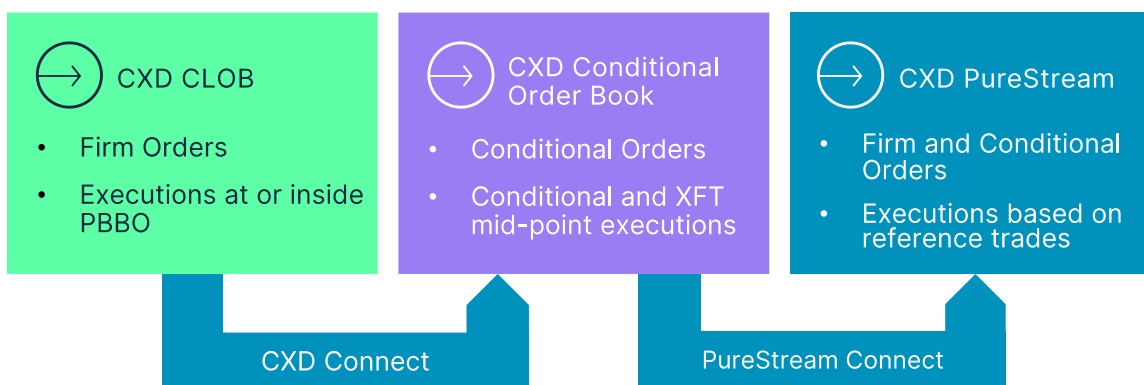 CXD CLOB
• Firm Orders
• Executions at or inside
PBBO
CXD Conditional
Order Book
• Conditional Orders
• Conditional and XFT
mid-point executions
CXD PureStream
• Firm and Conditional
Orders
• Executions based on
reference trades
CXD Connect
PureStream Connect